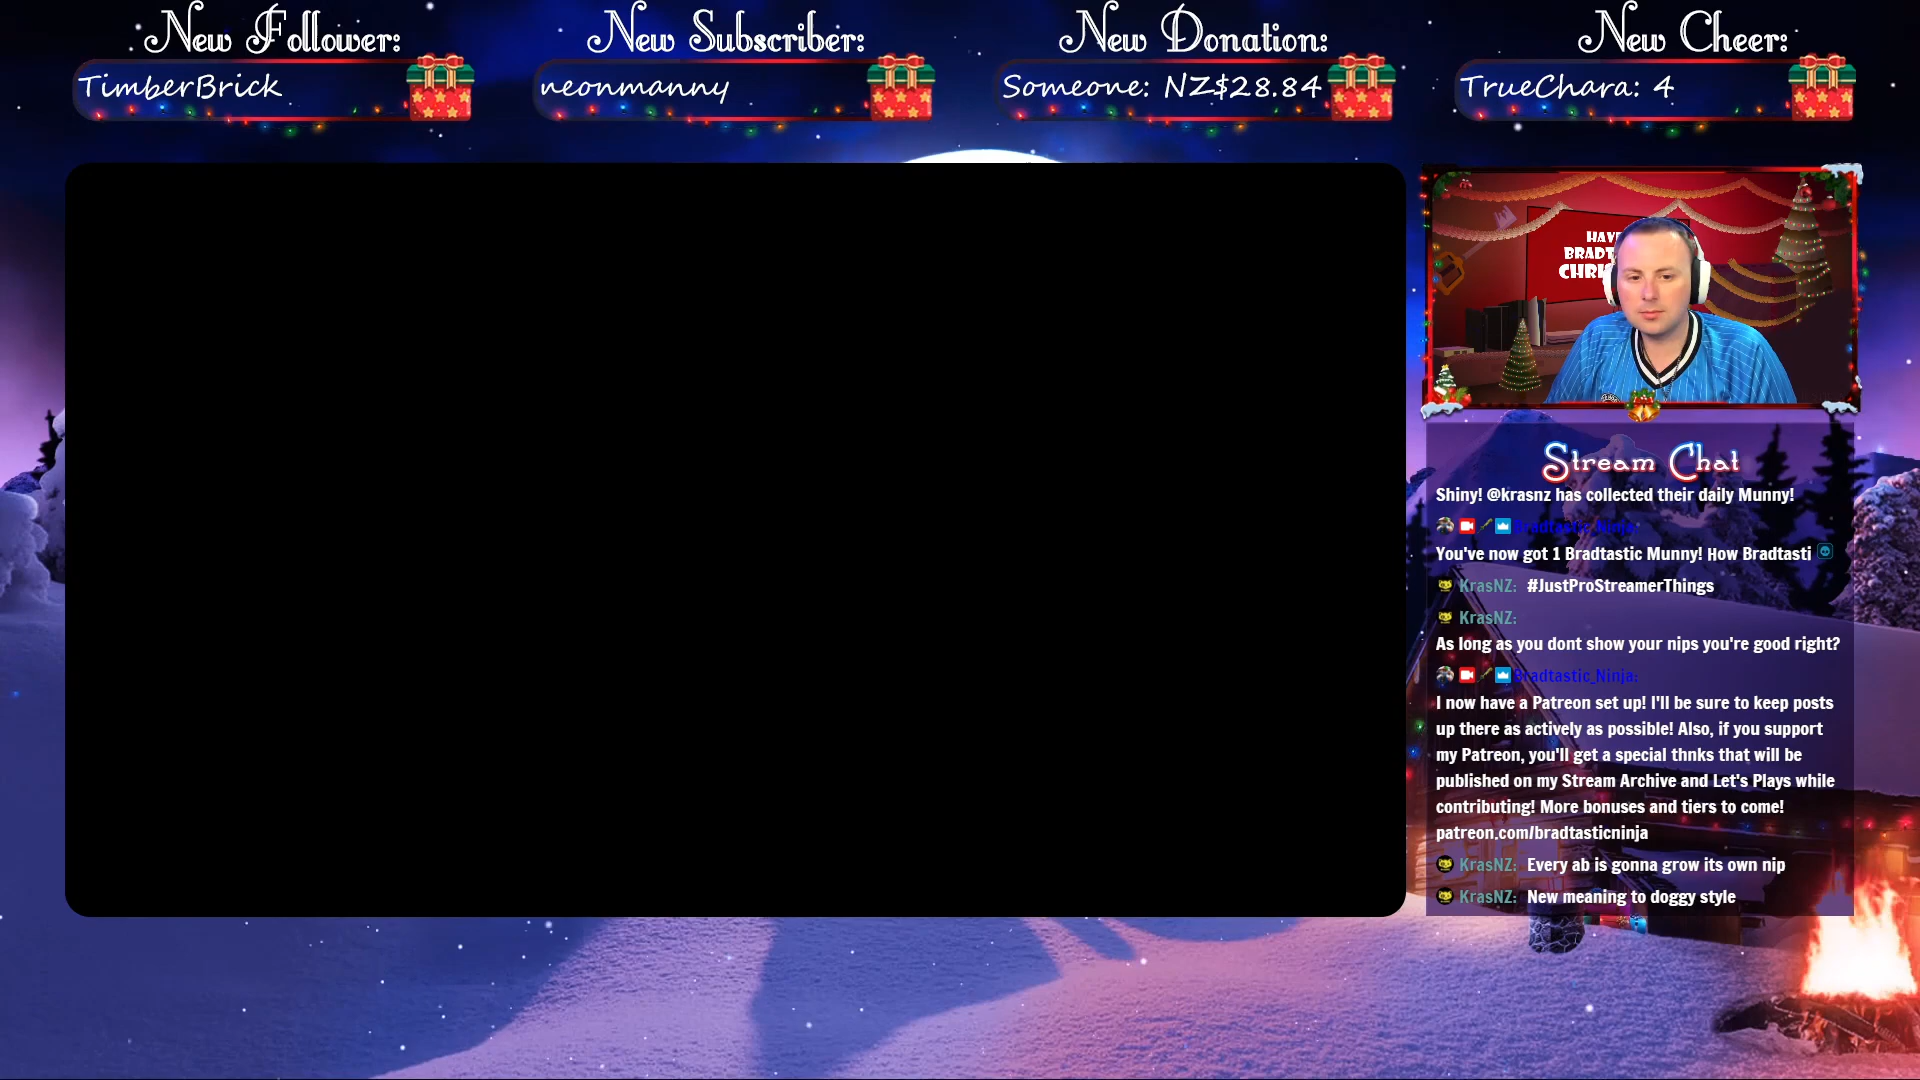 New Follower:
New Subscriber:
New Donation:
New Cheer:
TimberBrick
neonmanny
Someone: NZ$28.84
TrueChara: 4
HAVE
BRADT
CHRI
Stream Chat
Shiny! @krasnz has collected their daily Munny!
Bradtastic_Ninja:
You've now got 1 Bradtastic Munny! How Bradtasti
KrasNZ: #JustProStreamerThings
KrasNZ:
As long as you dont show your nips you're good right?
Bradtastic_Ninja:
I now have a Patreon set up! I'll be sure to keep posts
up there as actively as possible! Also, if you support
my Patreon, you'll get a special thnks that will be
published on my Stream Archive and Let's Plays while
contributing! More bonuses and tiers to come!
patreon.com/bradtasticninja
KrasNZ: Every ab is gonna grow its own nip
KrasNZ: New meaning to doggy style